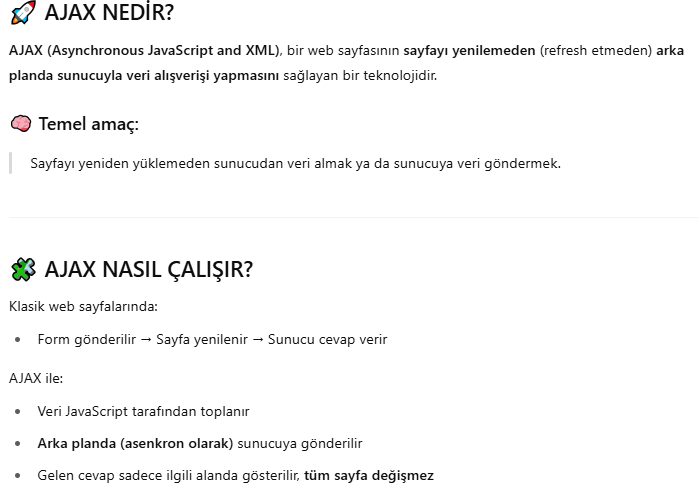 🚀 AJAX NEDİR?
AJAX (Asynchronous JavaScript and XML), bir web sayfasının sayfayı yenilemeden (refresh etmeden) arka
planda sunucuyla veri alışverişi yapmasını sağlayan bir teknolojidir.
🧠 Temel amaç:
Sayfayı yeniden yüklemeden sunucudan veri almak ya da sunucuya veri göndermek.
🧩 AJAX NASIL ÇALIŞIR?
Klasik web sayfalarında:
• Form gönderilir → Sayfa yenilenir → Sunucu cevap verir
AJAX ile:
• Veri JavaScript tarafından toplanır
• Arka planda (asenkron olarak) sunucuya gönderilir
• Gelen cevap sadece ilgili alanda gösterilir, tüm sayfa değişmez